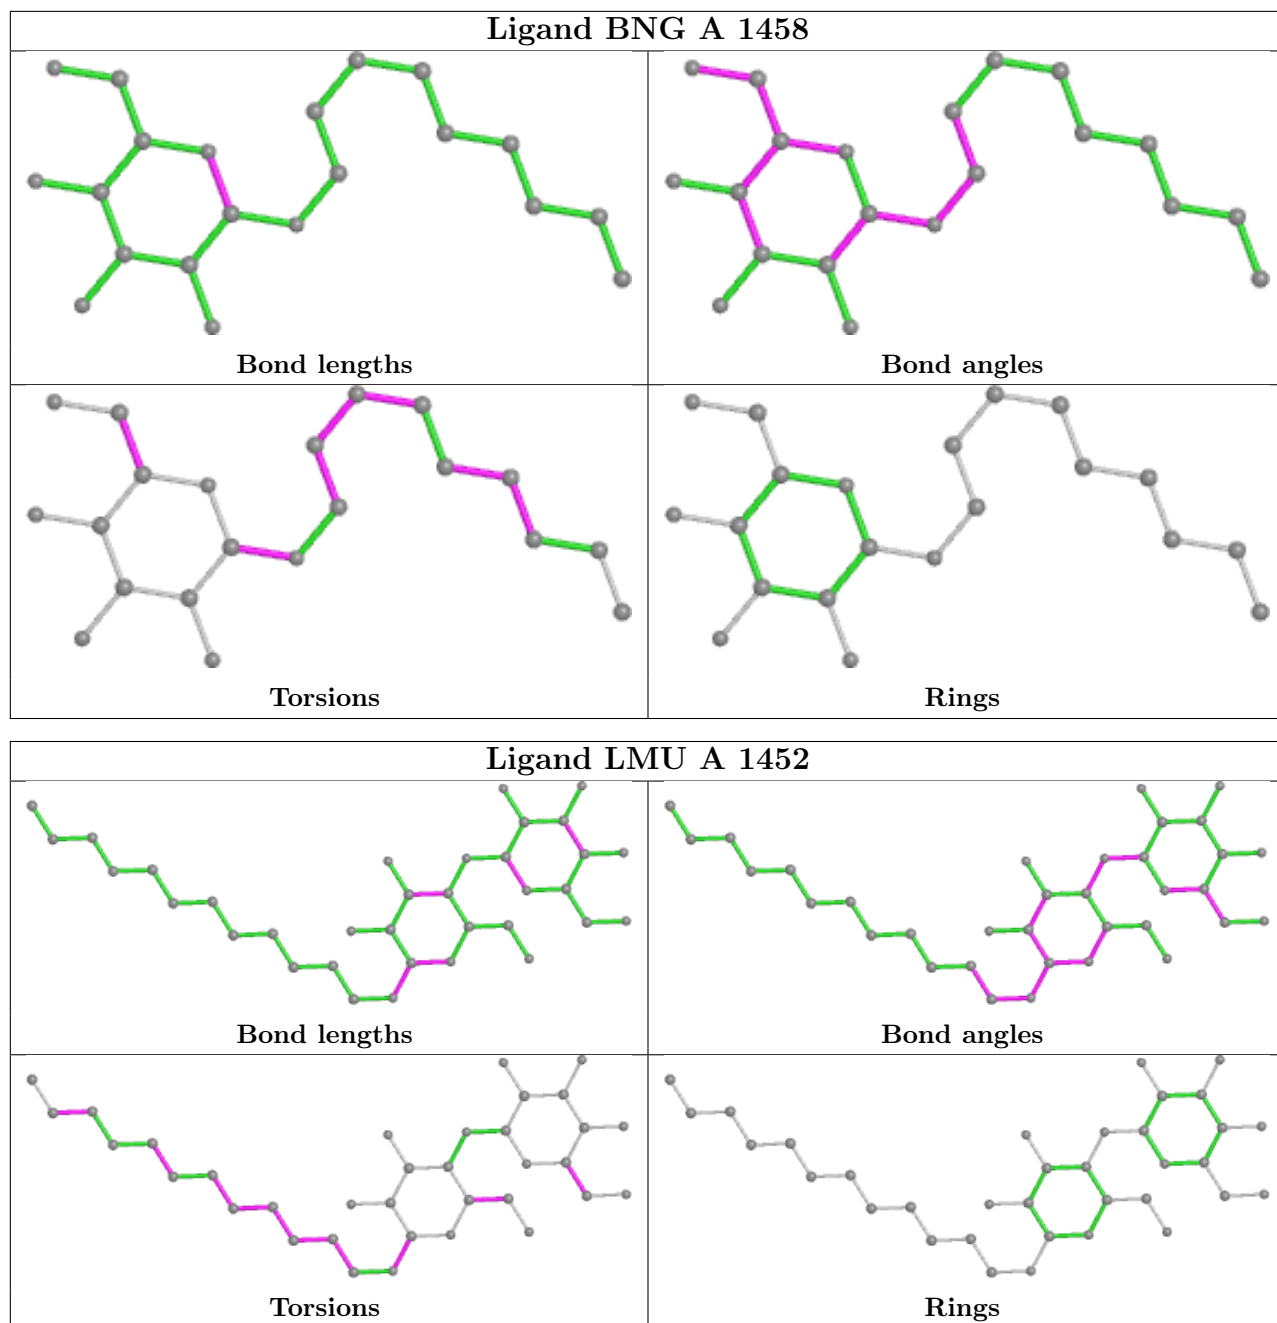 Ligand BNG A 1458
Bond lengths
Bond angles
Torsions
Rings
Ligand LMU A 1452
Bond lengths
Bond angles
Torsions
Rings